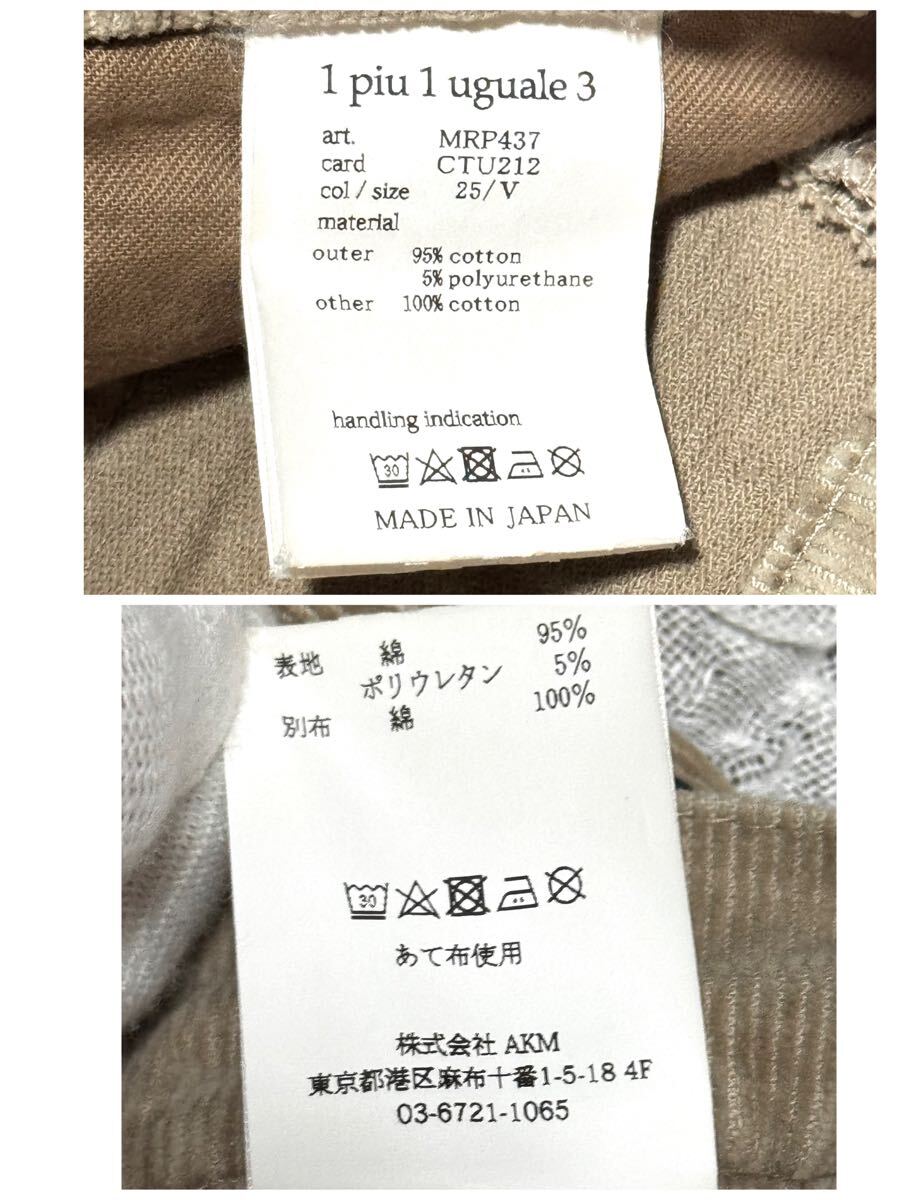 1 piu 1 uguale 3
art. MRP437
card CTU212
col / size 25/V
material
outer 95% cotton
5% polyurethane
other 100% cotton
handling indication
30
MADE IN JAPAN
表地 綿 95%
ポリウレタン 5%
別布 綿 100%
30
あて布使用
株式会社 AKM
東京都港区麻布十番1-5-18 4F
03-6721-1065